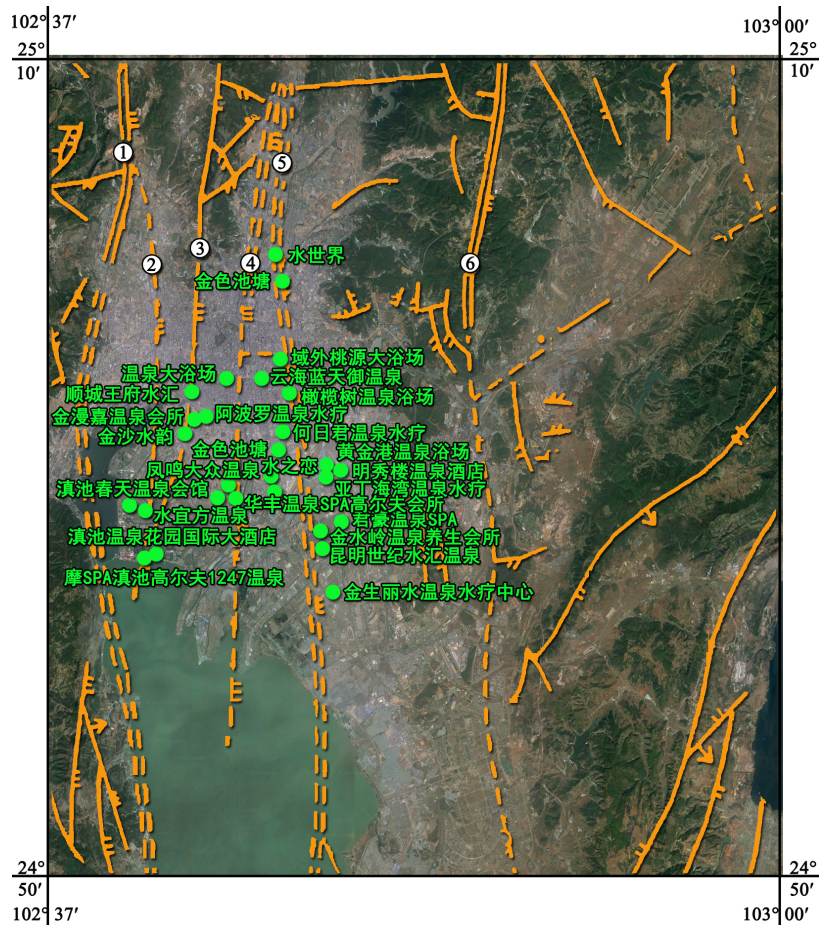 102° 37′
103° 00′
25°
10′
25°
10′
①
⑤
③
②
④
⑥
水世界
金色池塘
域外桃源大浴场
温泉大浴场
云海蓝天御温泉
顺城王府水汇
橄榄树温泉浴场
金漫嘉温泉会所
阿波罗温泉水疗
金沙水韵
何日君温泉水疗
金色池塘
黄金港温泉浴场
凤鸣大众温泉
水之恋
明秀楼温泉酒店
滇池春天温泉会馆
亚丁海湾温泉水疗
华丰温泉SPA高尔夫会所
水宜方温泉
君豪温泉SPA
滇池温泉花园国际大酒店
金水岭温泉养生会所
昆明世纪水汇温泉
摩SPA滇池高尔夫1247温泉
金生丽水温泉水疗中心
24°
50′
24°
50′
102° 37′
103° 00′